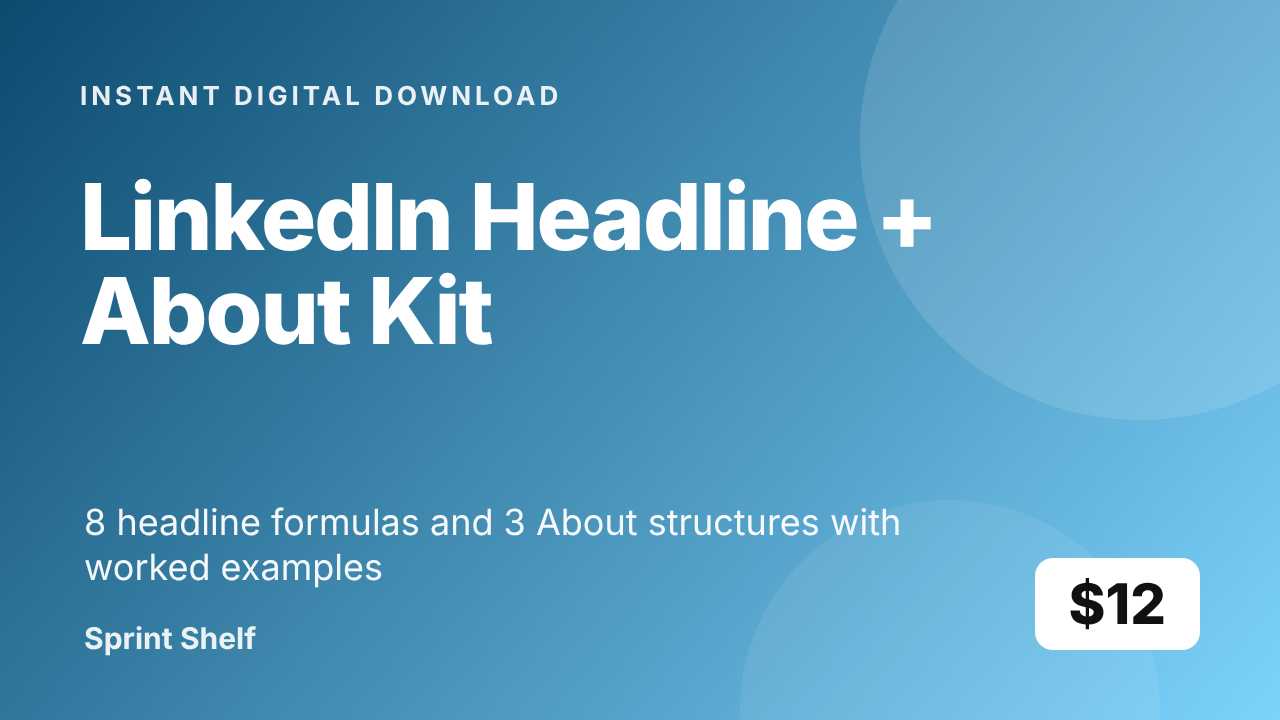 INSTANT DIGITAL DOWNLOAD
LinkedIn Headline +
About Kit
8 headline formulas and 3 About structures with
worked examples
Sprint Shelf
$12